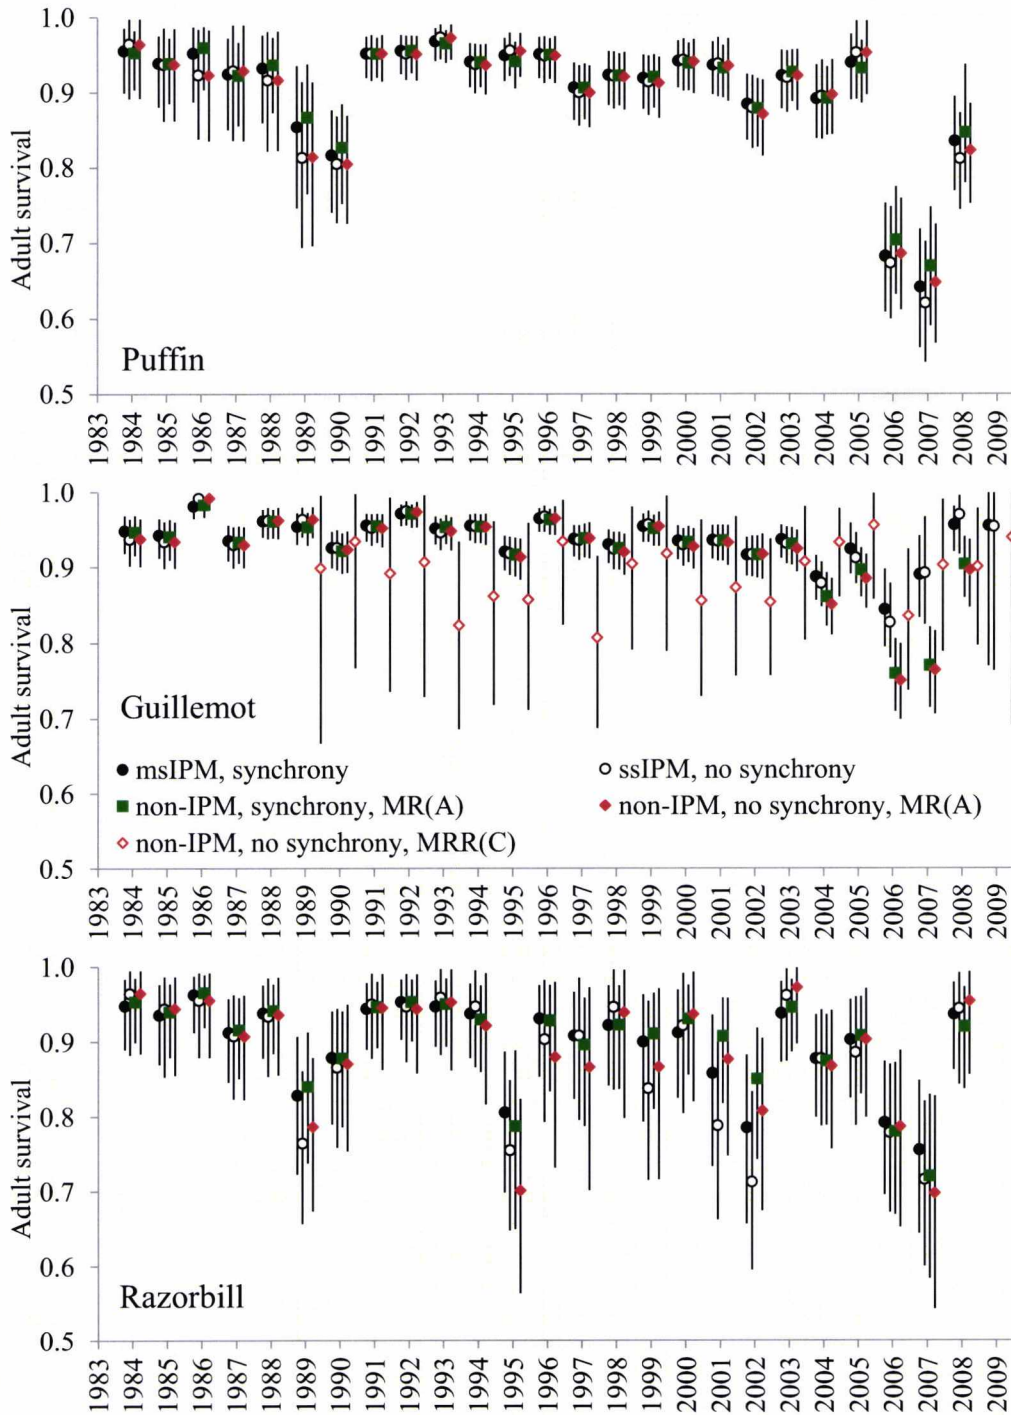 1.0
0.9
0.8
0.7
0.6
0.5
Adult survival
Puffin
1983 1984 1985 1986 1987 1988 1989 1990 1991 1992 1993 1994 1995 1996 1997 1998 1999 2000 2001 2002 2003 2004 2005 2006 2007 2008 2009
1.0
0.9
0.8
0.7
0.6
0.5
Adult survival
Guillemot
msIPM, synchrony
ssIPM, no synchrony
non-IPM, synchrony, MR(A)
non-IPM, no synchrony, MR(A)
non-IPM, no synchrony, MRR(C)
1983 1984 1985 1986 1987 1988 1989 1990 1991 1992 1993 1994 1995 1996 1997 1998 1999 2000 2001 2002 2003 2004 2005 2006 2007 2008 2009
1.0
0.9
0.8
0.7
0.6
0.5
Adult survival
Razorbill
1983 1984 1985 1986 1987 1988 1989 1990 1991 1992 1993 1994 1995 1996 1997 1998 1999 2000 2001 2002 2003 2004 2005 2006 2007 2008 2009